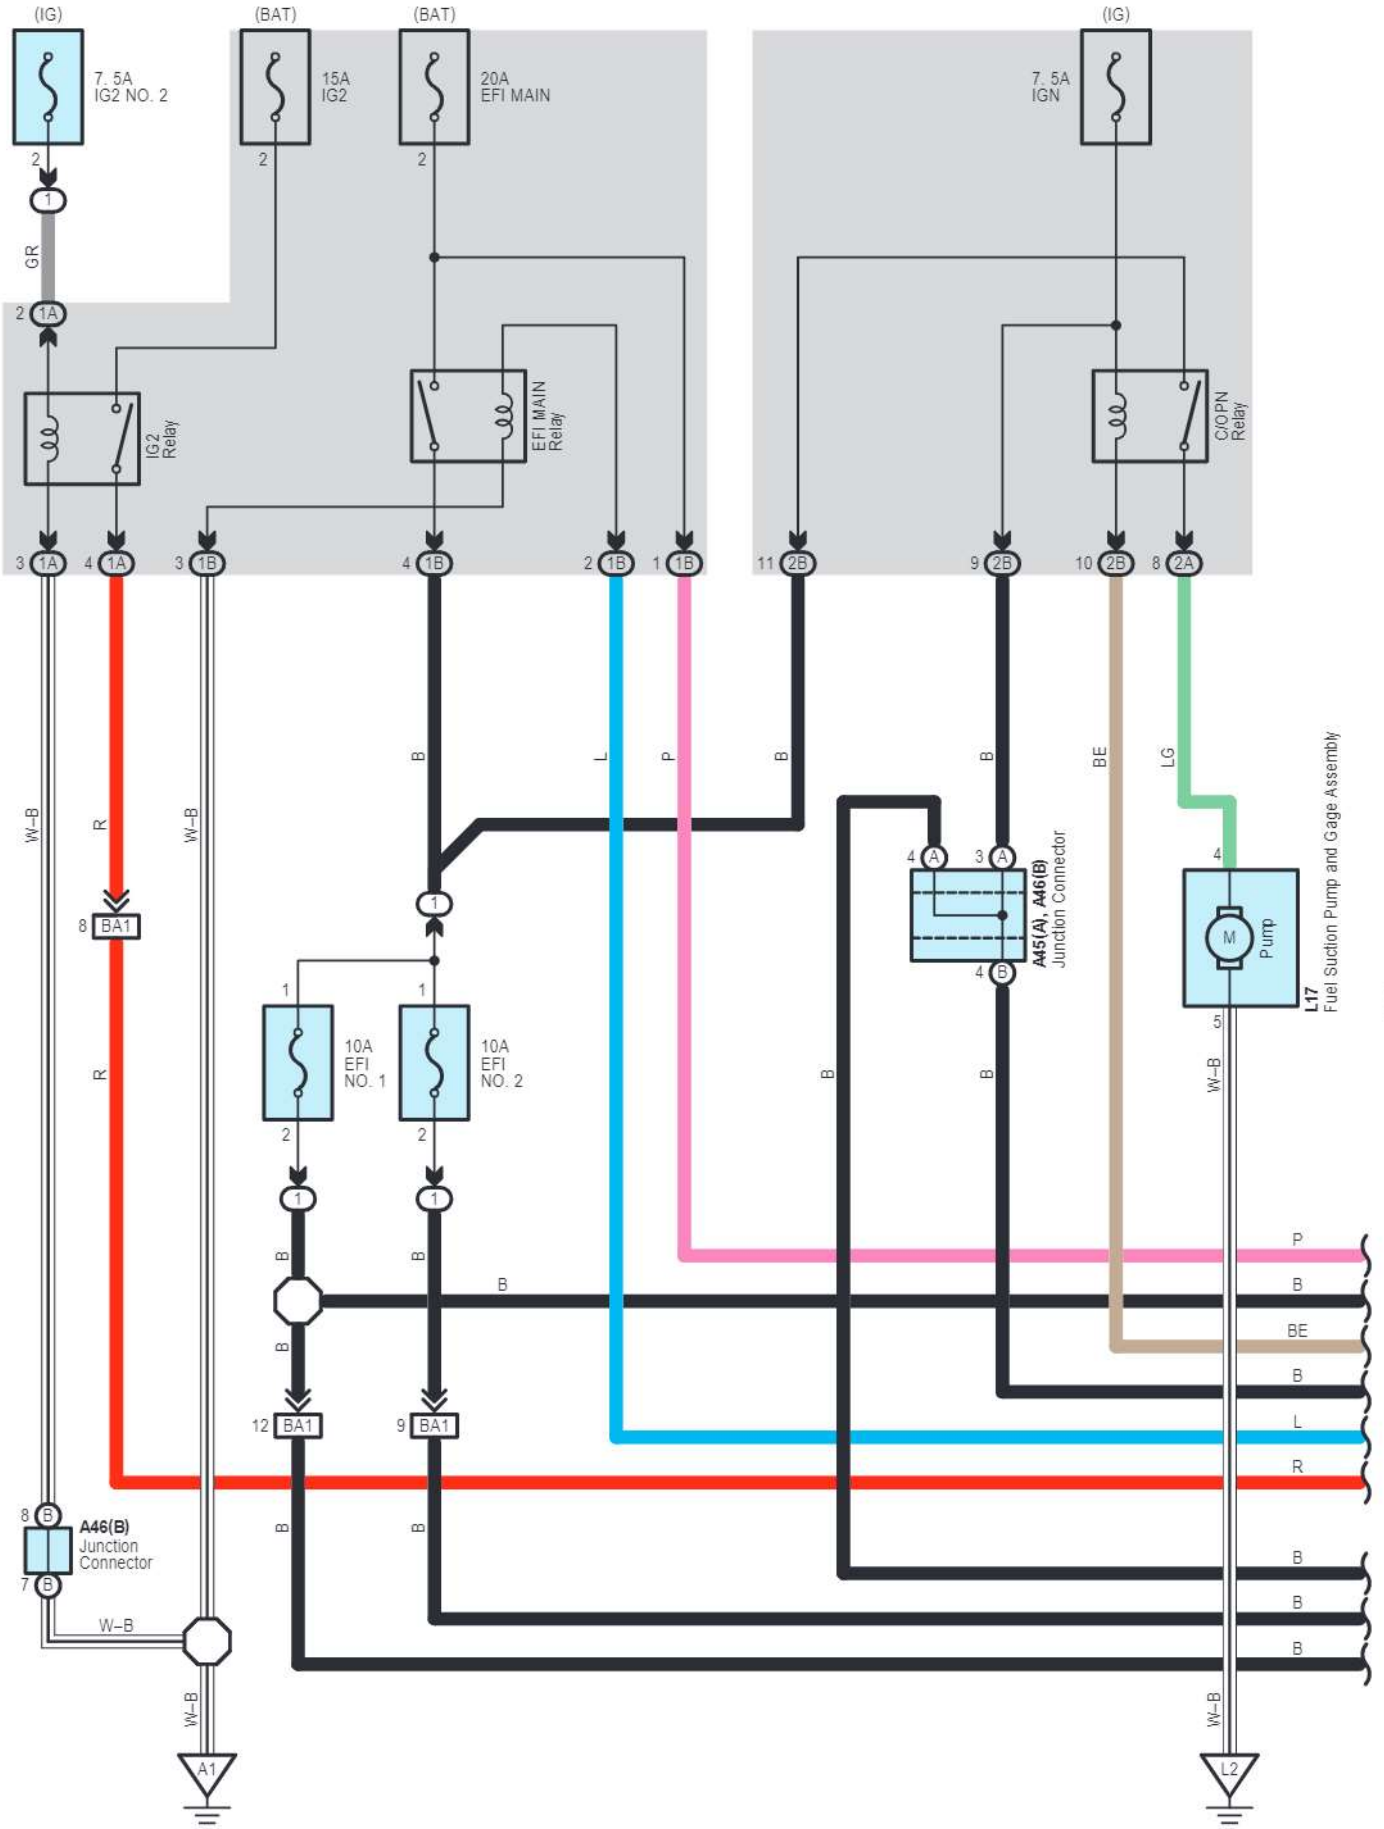 (IG)
(BAT)
(BAT)
(IG)
7. 5A
IG2 NO. 2
15A
IG2
20A
EFI MAIN
7. 5A
IGN
2
2
2
1
GR
2 1A
IG2
Relay
EFI MAIN
Relay
C/OPN
Relay
3 1A
4 1A
3 1B
4 1B
2 1B
1 1B
11 2B
9 2B
10 2B
8 2A
W–B
R
W–B
B
L
P
B
B
BE
LG
4 A
3 A
4 B
A45(A), A46(B)
Junction Connector
4
M
Pump
5
L17
Fuel Suction Pump and Gage Assembly
8 BA1
1
1
1
10A
EFI
NO. 1
10A
EFI
NO. 2
R
B
B
W–B
2
2
1
1
B
B
B
B
P
B
BE
B
L
R
12 BA1
9 BA1
8 B
A46(B)
Junction
Connector
7 B
B
B
B
B
B
W–B
W–B
W–B
A1
L2